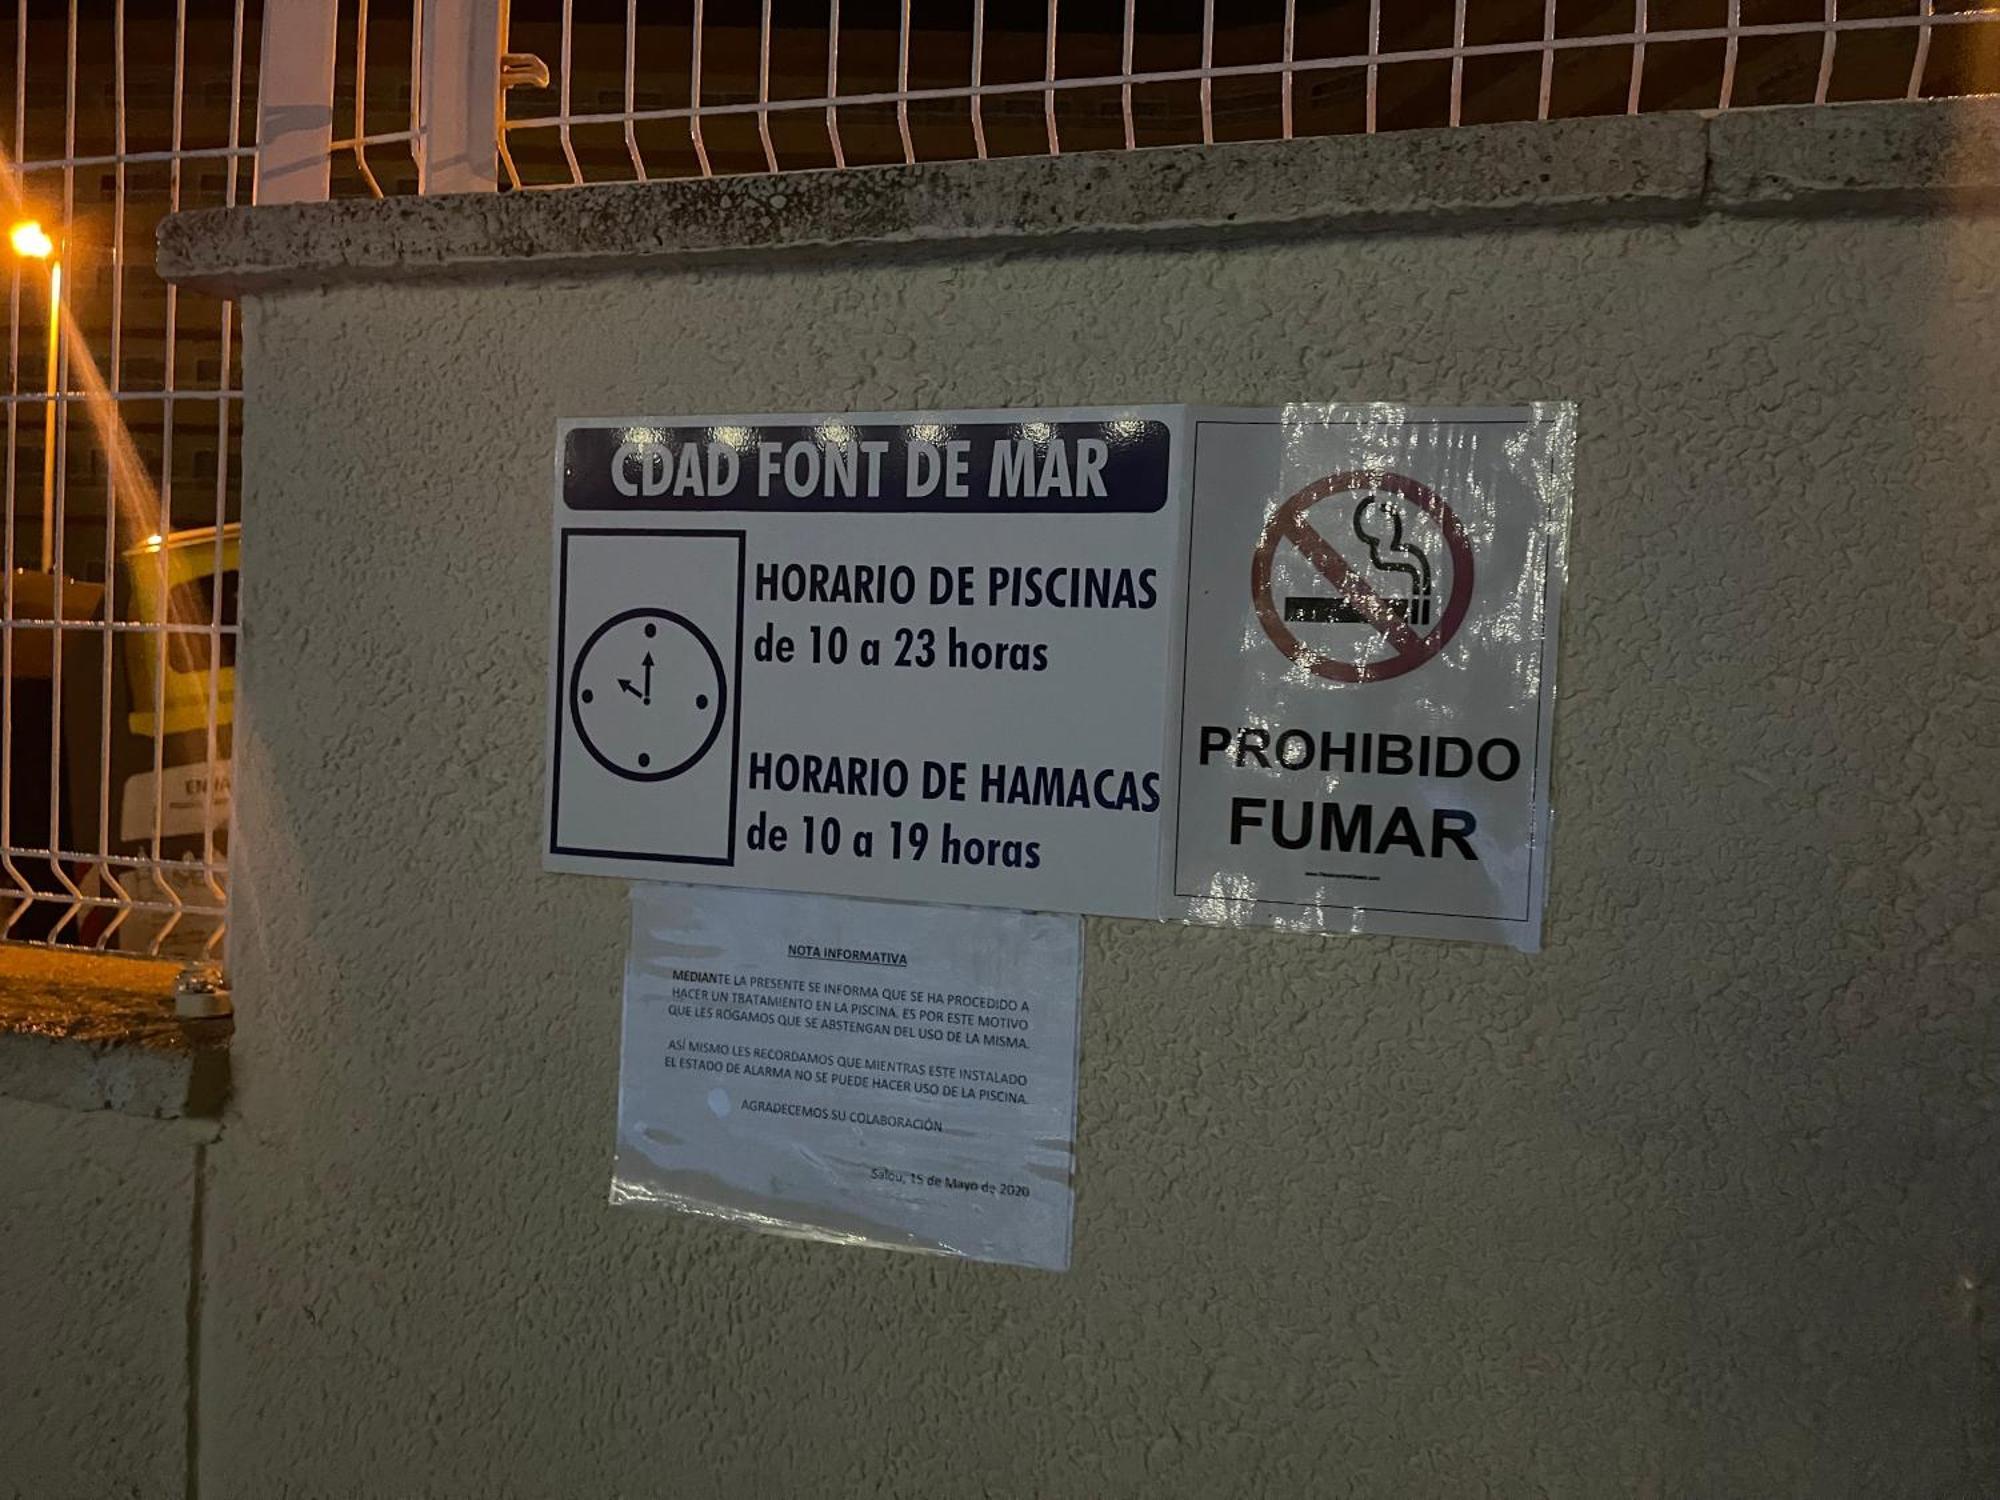 CDAD FONT DE MAR
HORARIO DE PISCINAS
de 10 a 23 horas
HORARIO DE HAMACAS
de 10 a 19 horas
PROHIBIDO
FUMAR
NOTA INFORMATIVA
MEDIANTE LA PRESENTE SE INFORMA QUE SE HA PROCEDIDO A
HACER UN TRATAMIENTO EN LA PISCINA. ES POR ESTE MOTIVO
QUE LES ROGAMOS QUE SE ABSTENGAN DEL USO DE LA MISMA.
ASÍ MISMO LES RECORDAMOS QUE MIENTRAS ESTE INSTALADO
EL ESTADO DE ALARMA NO SE PUEDE HACER USO DE LA PISCINA.
AGRADECEMOS SU COLABORACIÓN
Salou, 15 de Mayo de 2020